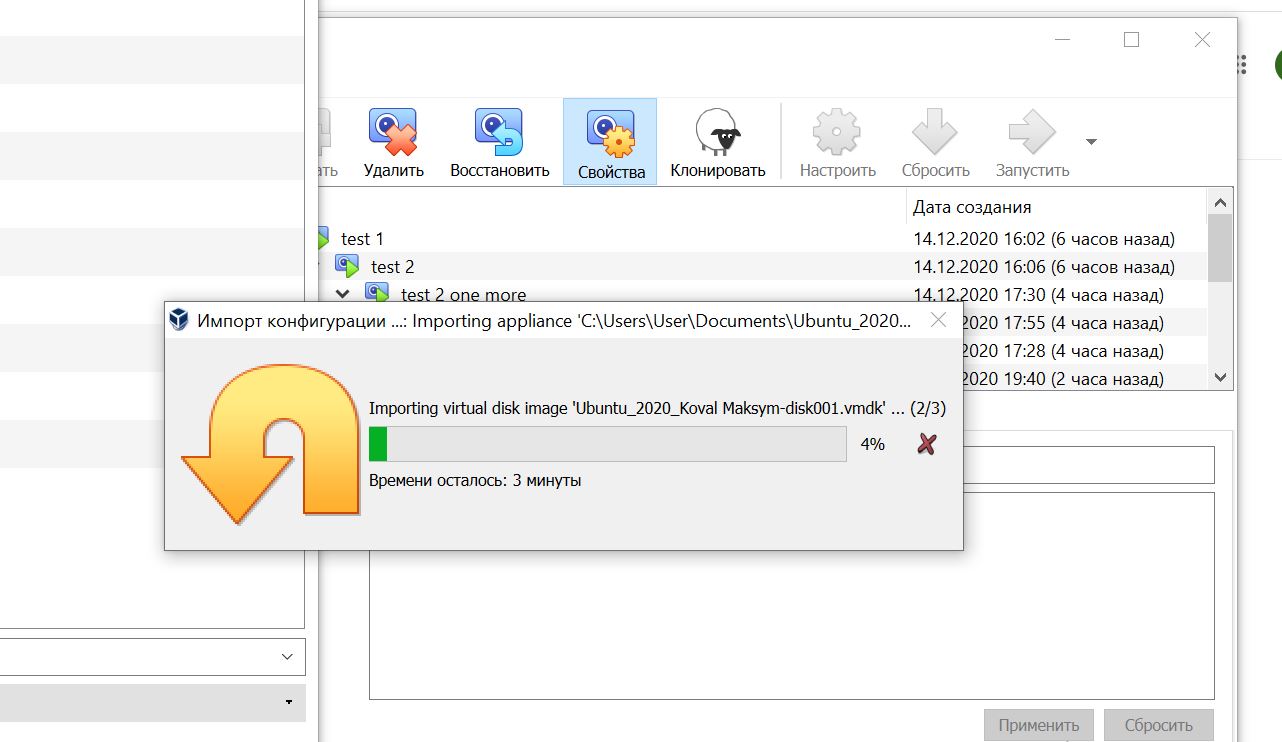 ать Удалить Восстановить Свойства Клонировать Настроить Сбросить Запустить
Дата создания
test 1 14.12.2020 16:02 (6 часов назад)
test 2 14.12.2020 16:06 (6 часов назад)
test 2 one more 14.12.2020 17:30 (4 часа назад)
2020 17:55 (4 часа назад)
2020 17:28 (4 часа назад)
2020 19:40 (2 часа назад)
Импорт конфигурации ...: Importing appliance 'C:\Users\User\Documents\Ubuntu_2020...
Importing virtual disk image 'Ubuntu_2020_Koval Maksym-disk001.vmdk' ... (2/3)
4%
Времени осталось: 3 минуты
Применить Сбросить